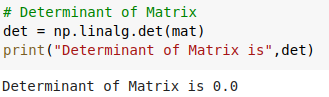 # Determinant of Matrix
det = np.linalg.det(mat)
print("Determinant of Matrix is",det)
Determinant of Matrix is 0.0